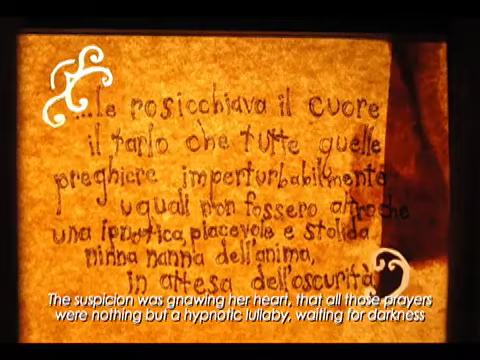 ...le rosicchiava il cuore
il tarlo che tutte quelle
preghiere imperturbabilmente
uguali non fossero altro che
una ipnotica, piacevole e stolida
ninna nanna dell'anima,
in attesa dell'oscurità
The suspicion was gnawing her heart, that all those prayers
were nothing but a hypnotic lullaby, waiting for darkness